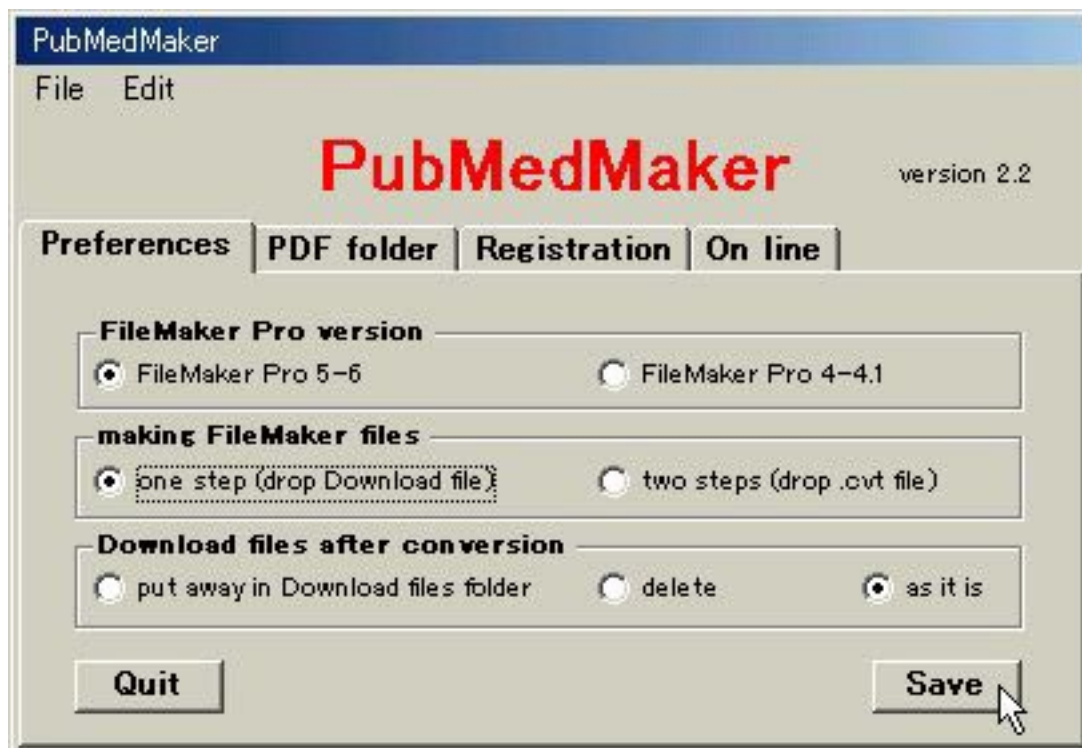 PubMedMaker
File Edit
PubMedMaker version 2.2
Preferences PDF folder Registration On line
FileMaker Pro version
FileMaker Pro 5-6 FileMaker Pro 4-4.1
making FileMaker files
one step (drop Download file) two steps (drop .cvt file)
Download files after conversion
put away in Download files folder delete as it is
Quit Save